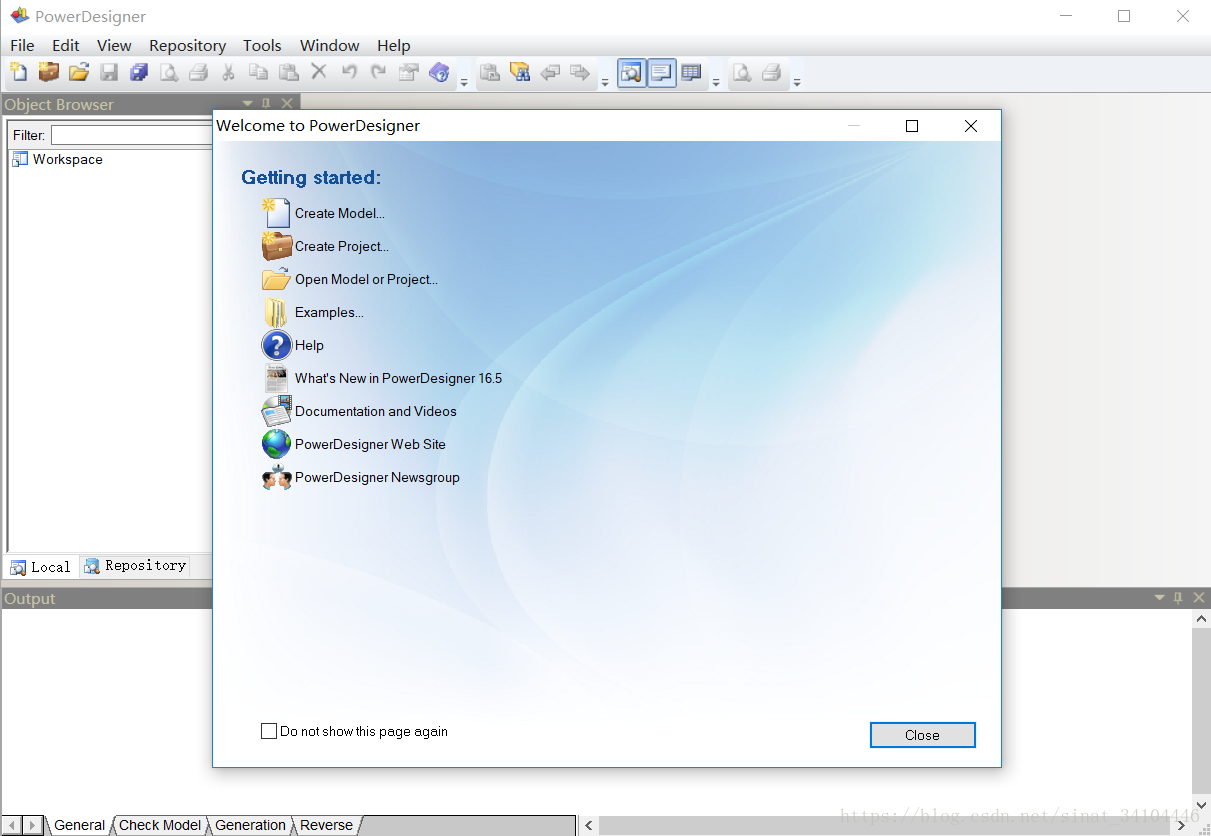 PowerDesigner
File Edit View Repository Tools Window Help
Object Browser
Welcome to PowerDesigner
Filter:
Workspace
Getting started:
Create Model...
Create Project...
Open Model or Project...
Examples...
Help
What's New in PowerDesigner 16.5
Documentation and Videos
PowerDesigner Web Site
PowerDesigner Newsgroup
Local Repository
Output
Do not show this page again
Close
https://blog.csdn.net/sinat_34104446
General Check Model Generation Reverse